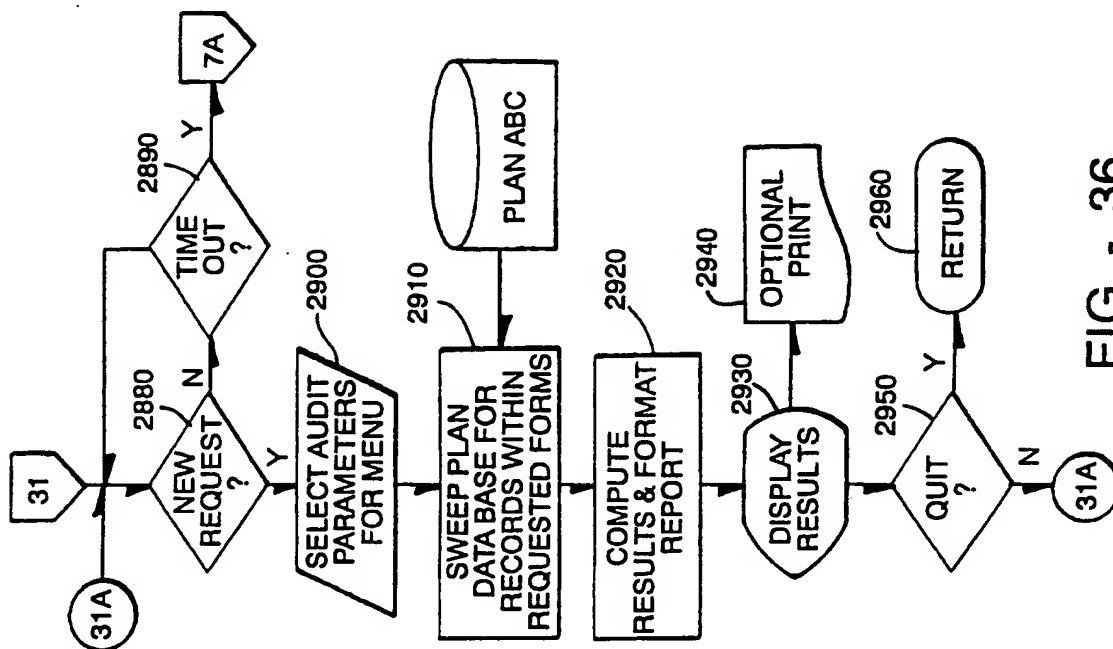 31
31A
2880
NEW
REQUEST
?
Y
N
2890
TIME
OUT
?
Y
7A
2900
SELECT AUDIT
PARAMETERS
FOR MENU
2910
SWEEP PLAN
DATA BASE FOR
RECORDS WITHIN
REQUESTED FORMS
PLAN ABC
2920
COMPUTE
RESULTS & FORMAT
REPORT
2930
DISPLAY
RESULTS
2940
OPTIONAL
PRINT
2950
QUIT
?
Y
2960
RETURN
N
31A
FIG. - 36